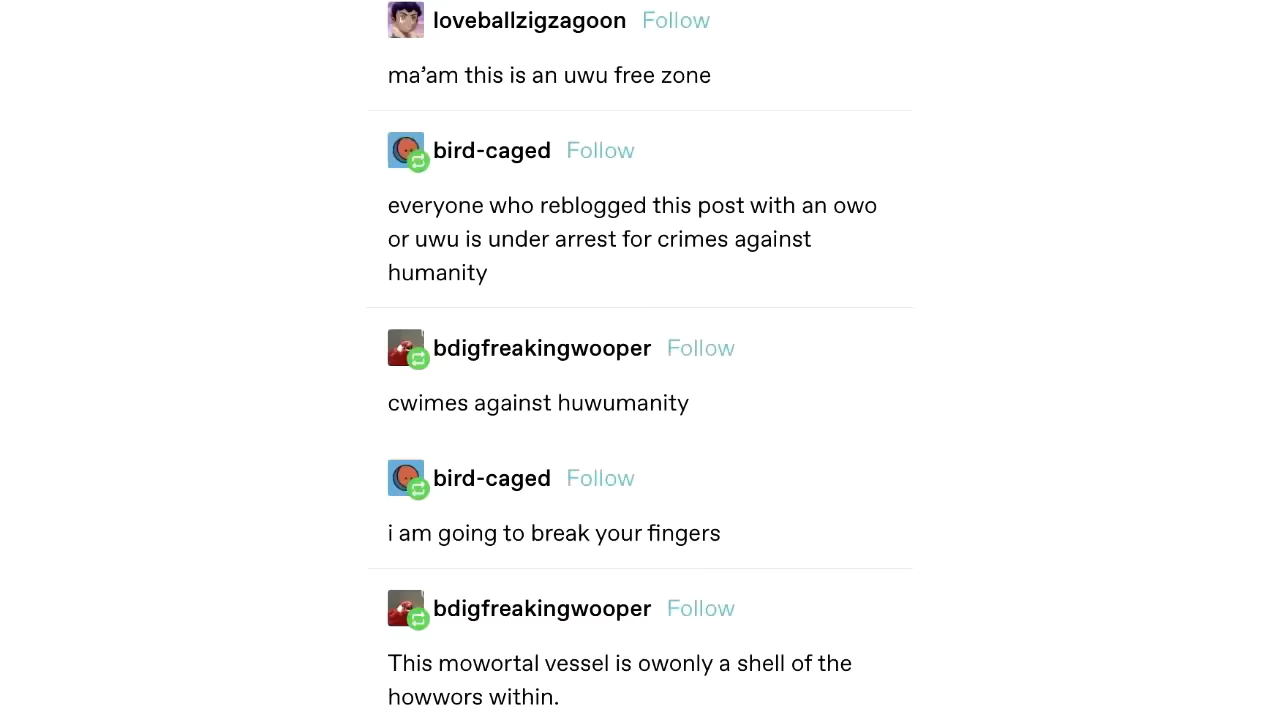 loveballzigzagoon Follow
ma’am this is an uwu free zone
bird-caged Follow
everyone who reblogged this post with an owo
or uwu is under arrest for crimes against
humanity
bdigfreakingwooper Follow
cwimes against huwumanity
bird-caged Follow
i am going to break your fingers
bdigfreakingwooper Follow
This mowortal vessel is owonly a shell of the
howwors within.